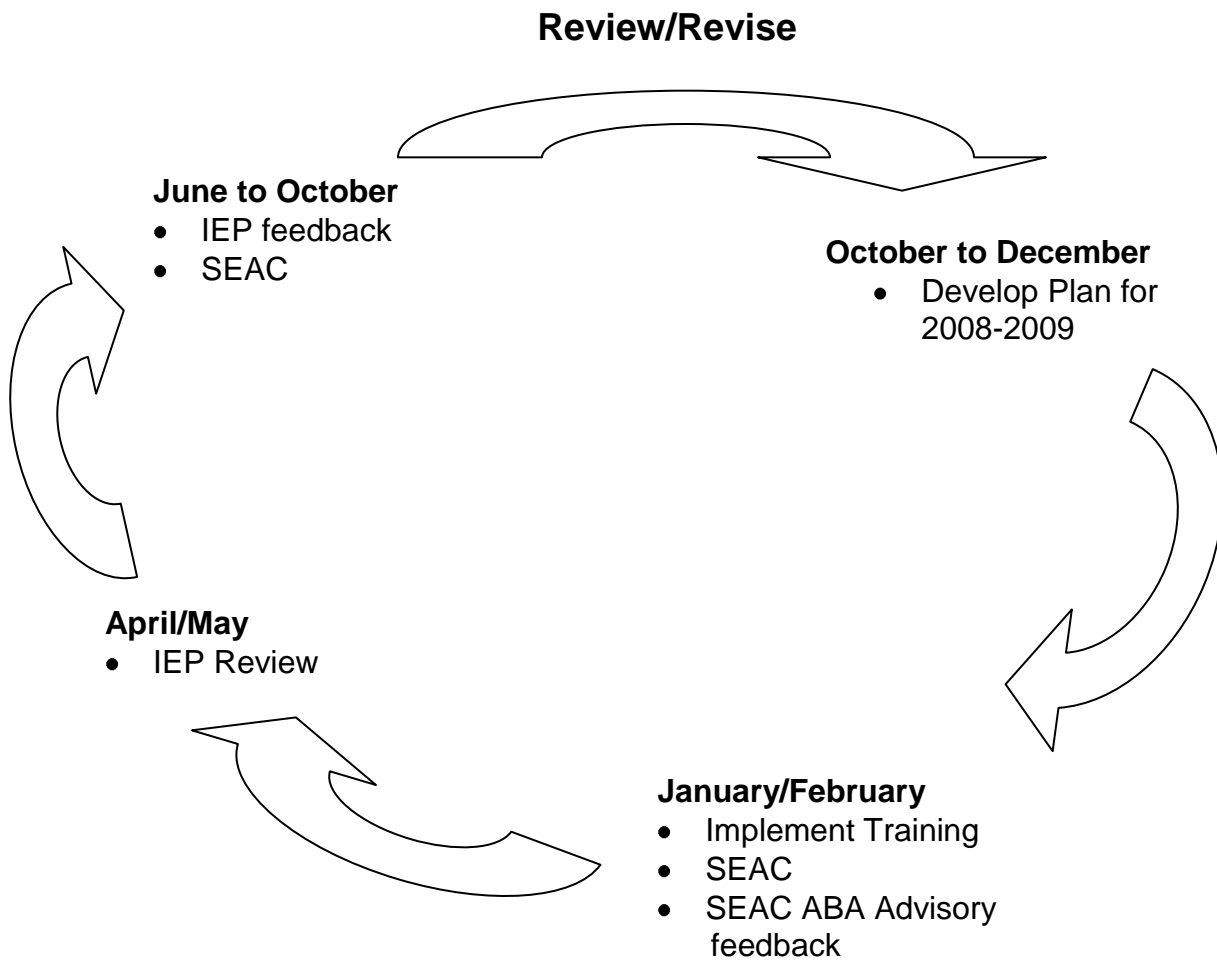 Review/Revise
June to October
• IEP feedback
• SEAC
October to December
• Develop Plan for
2008-2009
April/May
• IEP Review
January/February
• Implement Training
• SEAC
• SEAC ABA Advisory
feedback